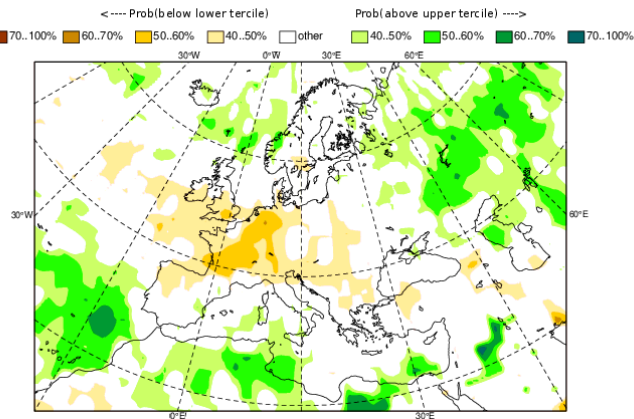 <---- Prob(below lower tercile) Prob(above upper tercile) ---->
70..100% 60..70% 50..60% 40..50% other 40..50% 50..60% 60..70% 70..100%
30°W 0°W 30°E 60°E
30°W 60°E
0°E 30°E